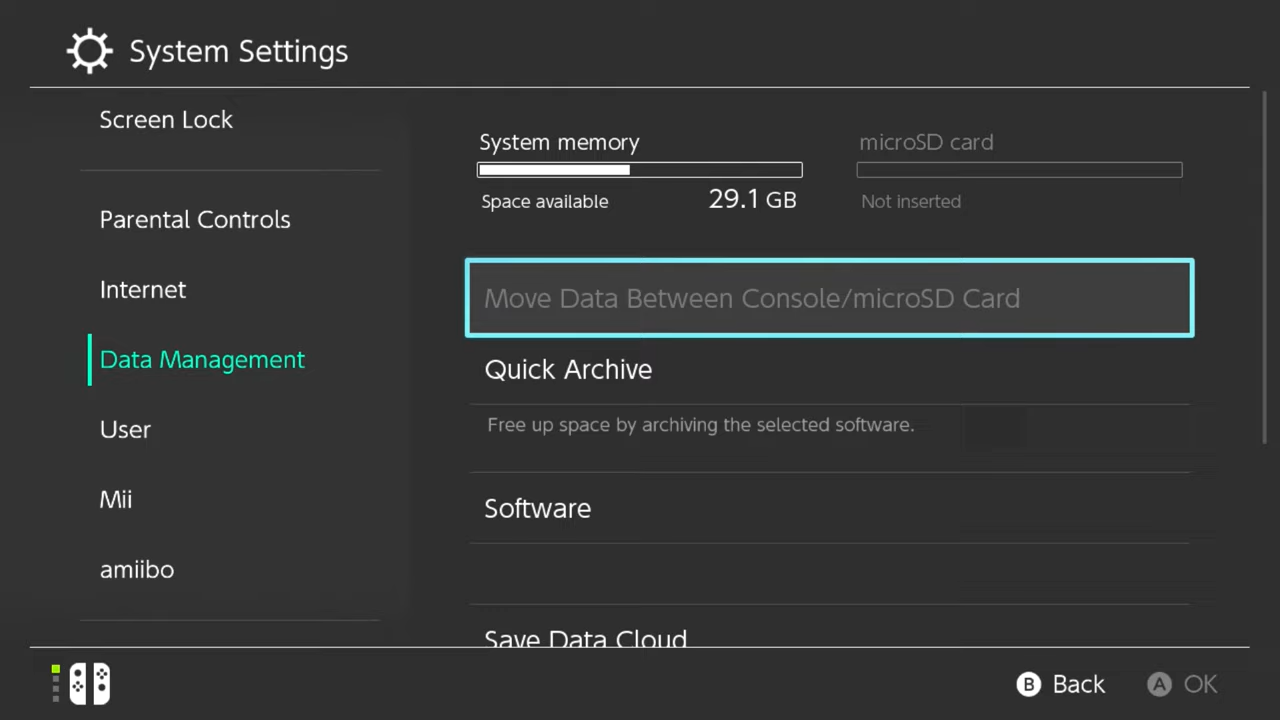 System Settings
Screen Lock
Parental Controls
Internet
Data Management
User
Mii
amiibo
System memory
Space available 29.1 GB
microSD card
Not inserted
Move Data Between Console/microSD Card
Quick Archive
Free up space by archiving the selected software.
Software
Save Data Cloud
B Back A OK